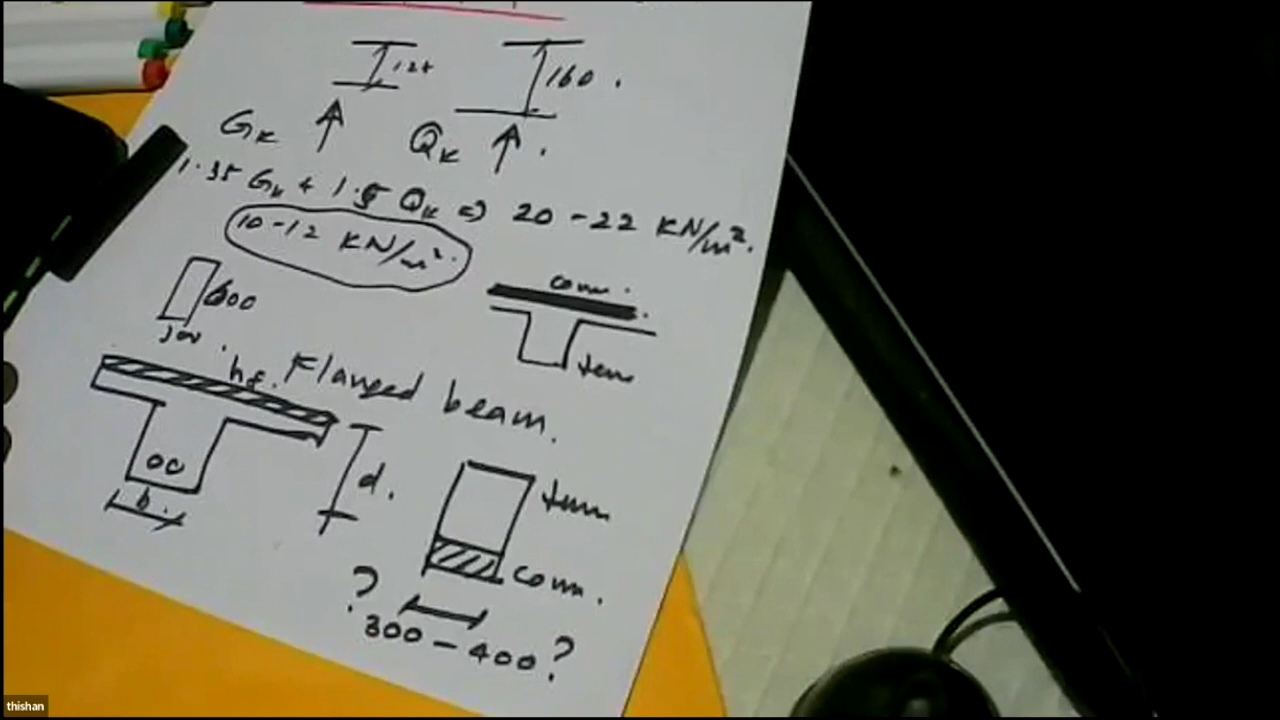 125
160.
Gk ↑ Qk ↑.
1.35 Gk + 1.5 Qk ⇒ 20 - 22 KN/m².
10 - 12 KN/m².
com.
600
300.
ten
hf. Flanged beam.
d.
b.
ten
com.
? 300 - 400?
thishan